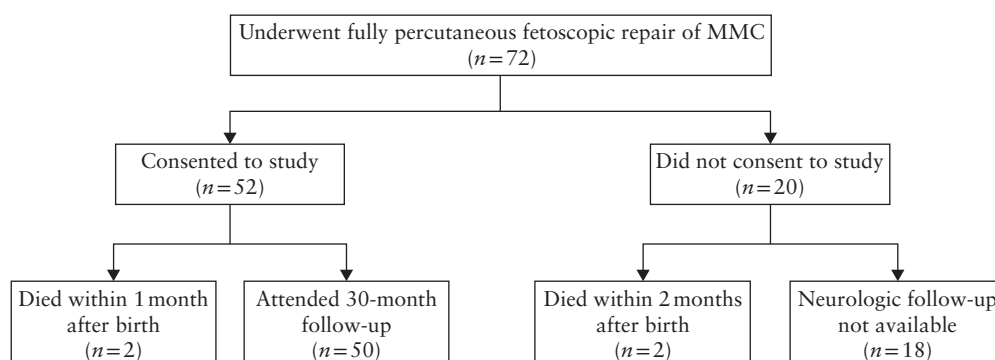 Underwent fully percutaneous fetoscopic repair of MMC
(n=72)
Consented to study
(n=52)
Did not consent to study
(n=20)
Died within 1 month
after birth
(n=2)
Attended 30-month
follow-up
(n=50)
Died within 2 months
after birth
(n=2)
Neurologic follow-up
not available
(n=18)